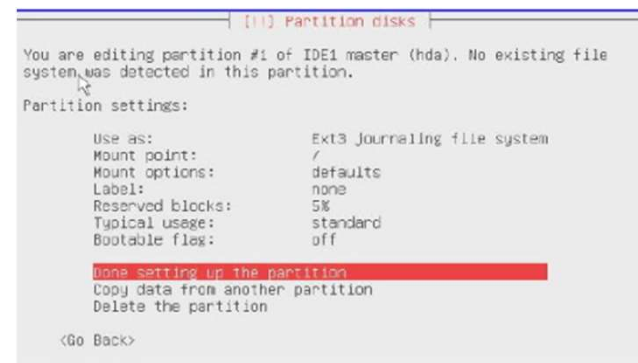 [!!] Partition disks
You are editing partition #1 of IDE1 master (hda). No existing file
system was detected in this partition.
Partition settings:
Use as: Ext3 journaling file system
Mount point: /
Mount options: defaults
Label: none
Reserved blocks: 5%
Typical usage: standard
Bootable flag: off
Done setting up the partition
Copy data from another partition
Delete the partition
<Go Back>